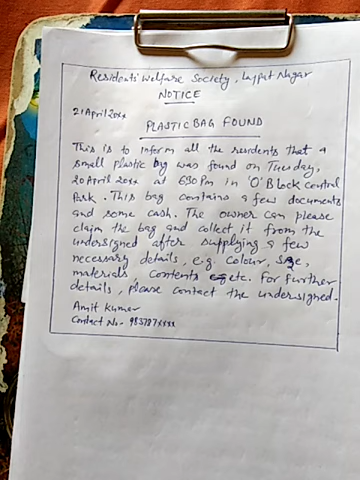 Residents' Welfare Society, Lajpat Nagar
NOTICE
21 April 20xx
PLASTIC BAG FOUND
This is to inform all the residents that a
small plastic bag was found on Tuesday,
20 April 20xx at 6:30 Pm in 'O' Block central
Park. This bag contains a few documents
and some cash. The owner can please
claim the bag and collect it from the
undersigned after supplying a few
necessary details, e.g. colour, size,
materials, contents etc. For further
details, please contact the undersigned.
Amit Kumar
Contact No- 983787xxxx